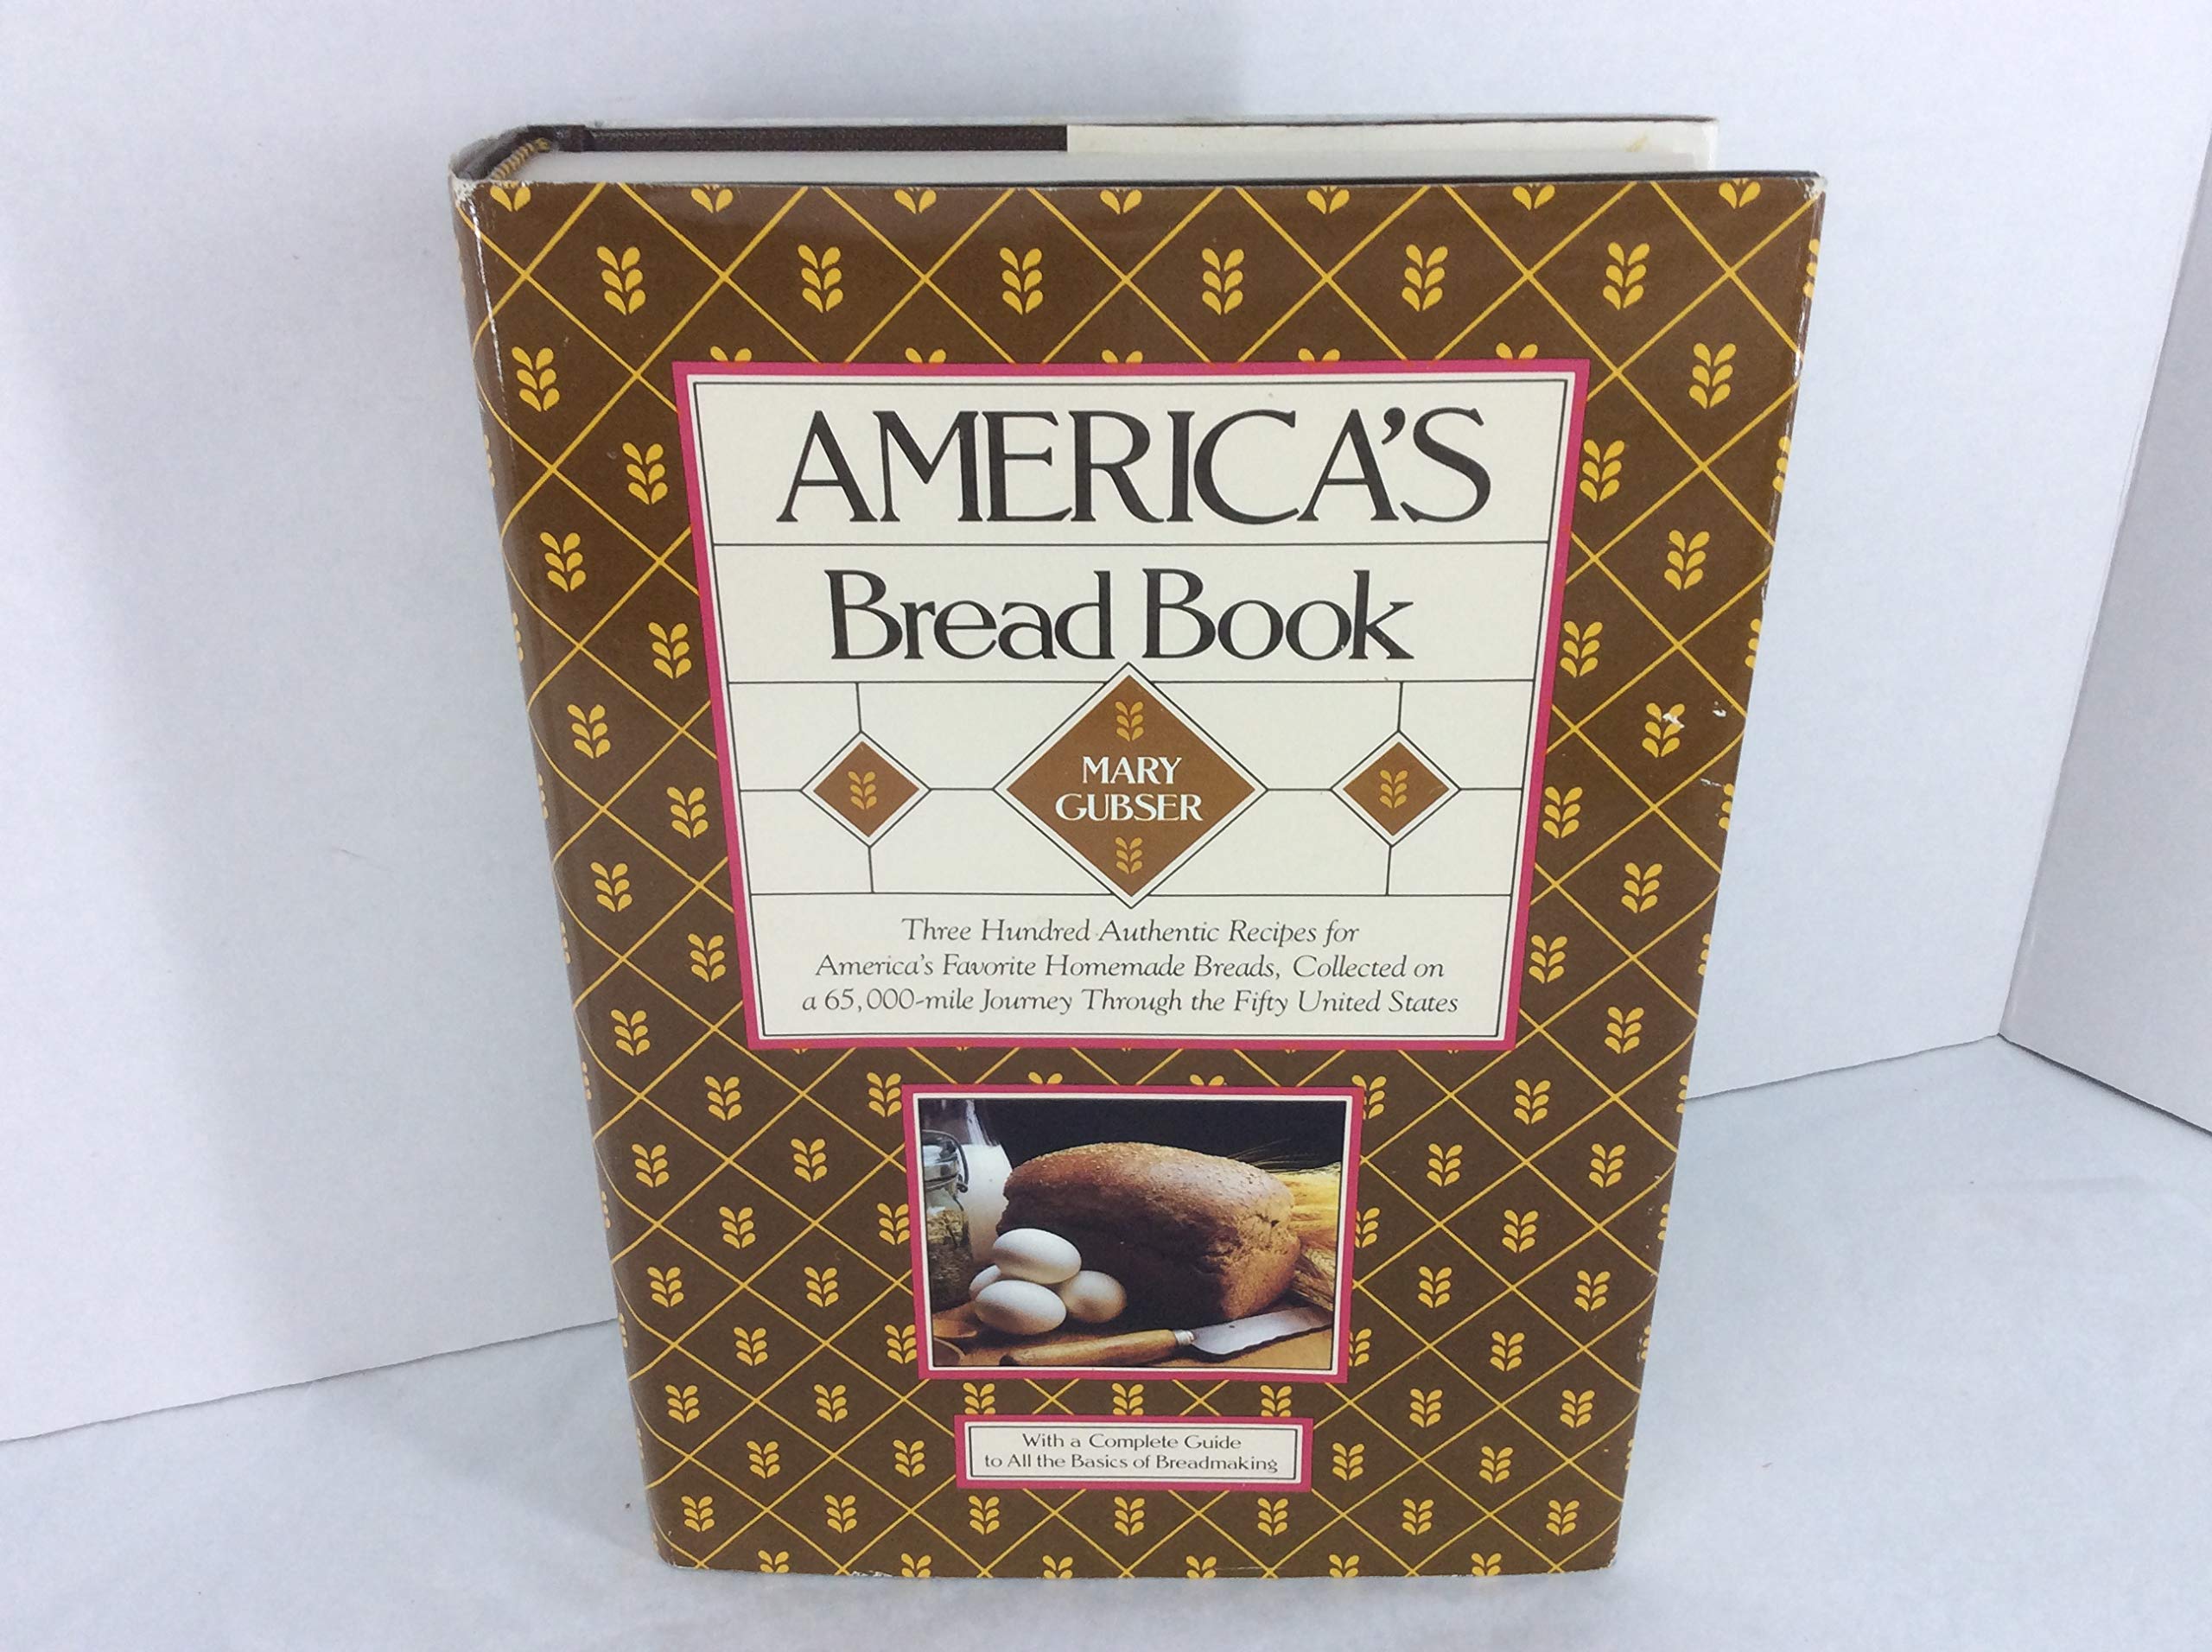 AMERICA'S
Bread Book
MARY
GUBSER
Three Hundred Authentic Recipes for
America's Favorite Homemade Breads, Collected on
a 65,000-mile Journey Through the Fifty United States
With a Complete Guide
to All the Basics of Breadmaking